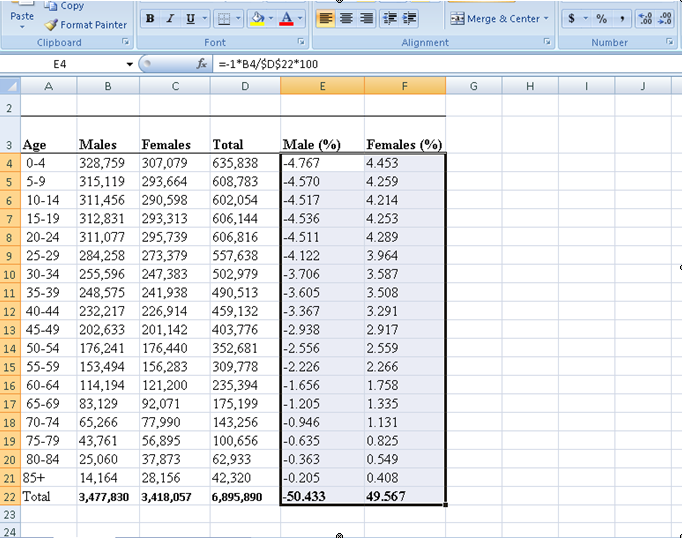 Copy
Paste Format Painter
B I U A $ % , .0 .00 .00 .0
Merge & Center
Clipboard Font Alignment Number
E4 fx =-1*B4/$D$22*100
A B C D E F G H I J
2
3 Age Males Females Total Male (%) Females (%)
4 0-4 328,759 307,079 635,838 -4.767 4.453
5 5-9 315,119 293,664 608,783 -4.570 4.259
6 10-14 311,456 290,598 602,054 -4.517 4.214
7 15-19 312,831 293,313 606,144 -4.536 4.253
8 20-24 311,077 295,739 606,816 -4.511 4.289
9 25-29 284,258 273,379 557,638 -4.122 3.964
10 30-34 255,596 247,383 502,979 -3.706 3.587
11 35-39 248,575 241,938 490,513 -3.605 3.508
12 40-44 232,217 226,914 459,132 -3.367 3.291
13 45-49 202,633 201,142 403,776 -2.938 2.917
14 50-54 176,241 176,440 352,681 -2.556 2.559
15 55-59 153,494 156,283 309,778 -2.226 2.266
16 60-64 114,194 121,200 235,394 -1.656 1.758
17 65-69 83,129 92,071 175,199 -1.205 1.335
18 70-74 65,266 77,990 143,256 -0.946 1.131
19 75-79 43,761 56,895 100,656 -0.635 0.825
20 80-84 25,060 37,873 62,933 -0.363 0.549
21 85+ 14,164 28,156 42,320 -0.205 0.408
22 Total 3,477,830 3,418,057 6,895,890 -50.433 49.567
23
24